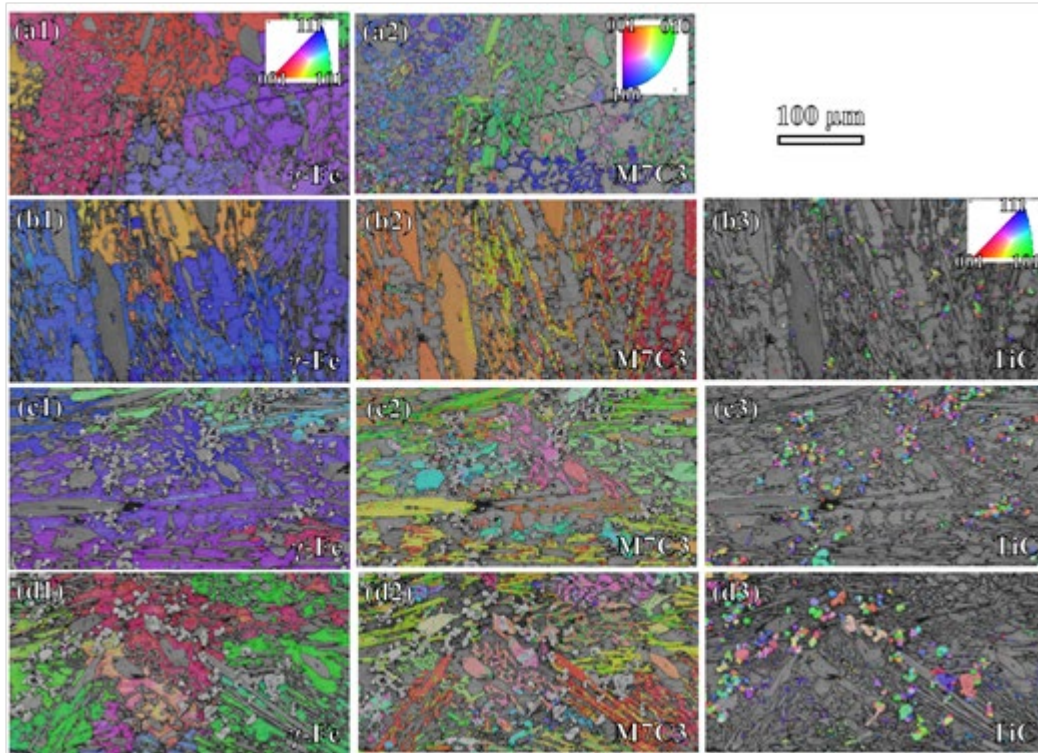 (a1)
111
001 101
γ-Fe
(a2)
001 010
100
M7C3
100 μm
(b1)
γ-Fe
(b2)
M7C3
(b3)
111
001 101
TiC
(c1)
γ-Fe
(c2)
M7C3
(c3)
TiC
(d1)
γ-Fe
(d2)
M7C3
(d3)
TiC